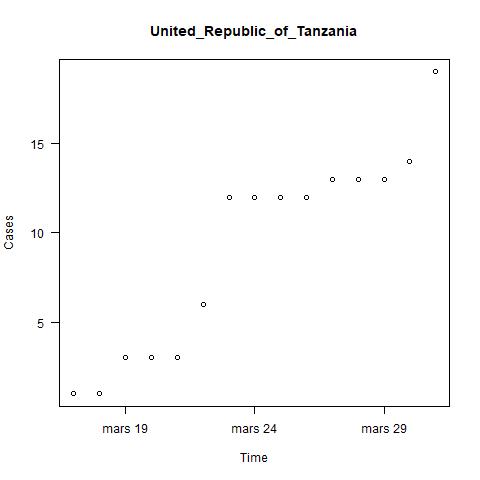 United_Republic_of_Tanzania
Cases
15
10
5
mars 19 mars 24 mars 29
Time